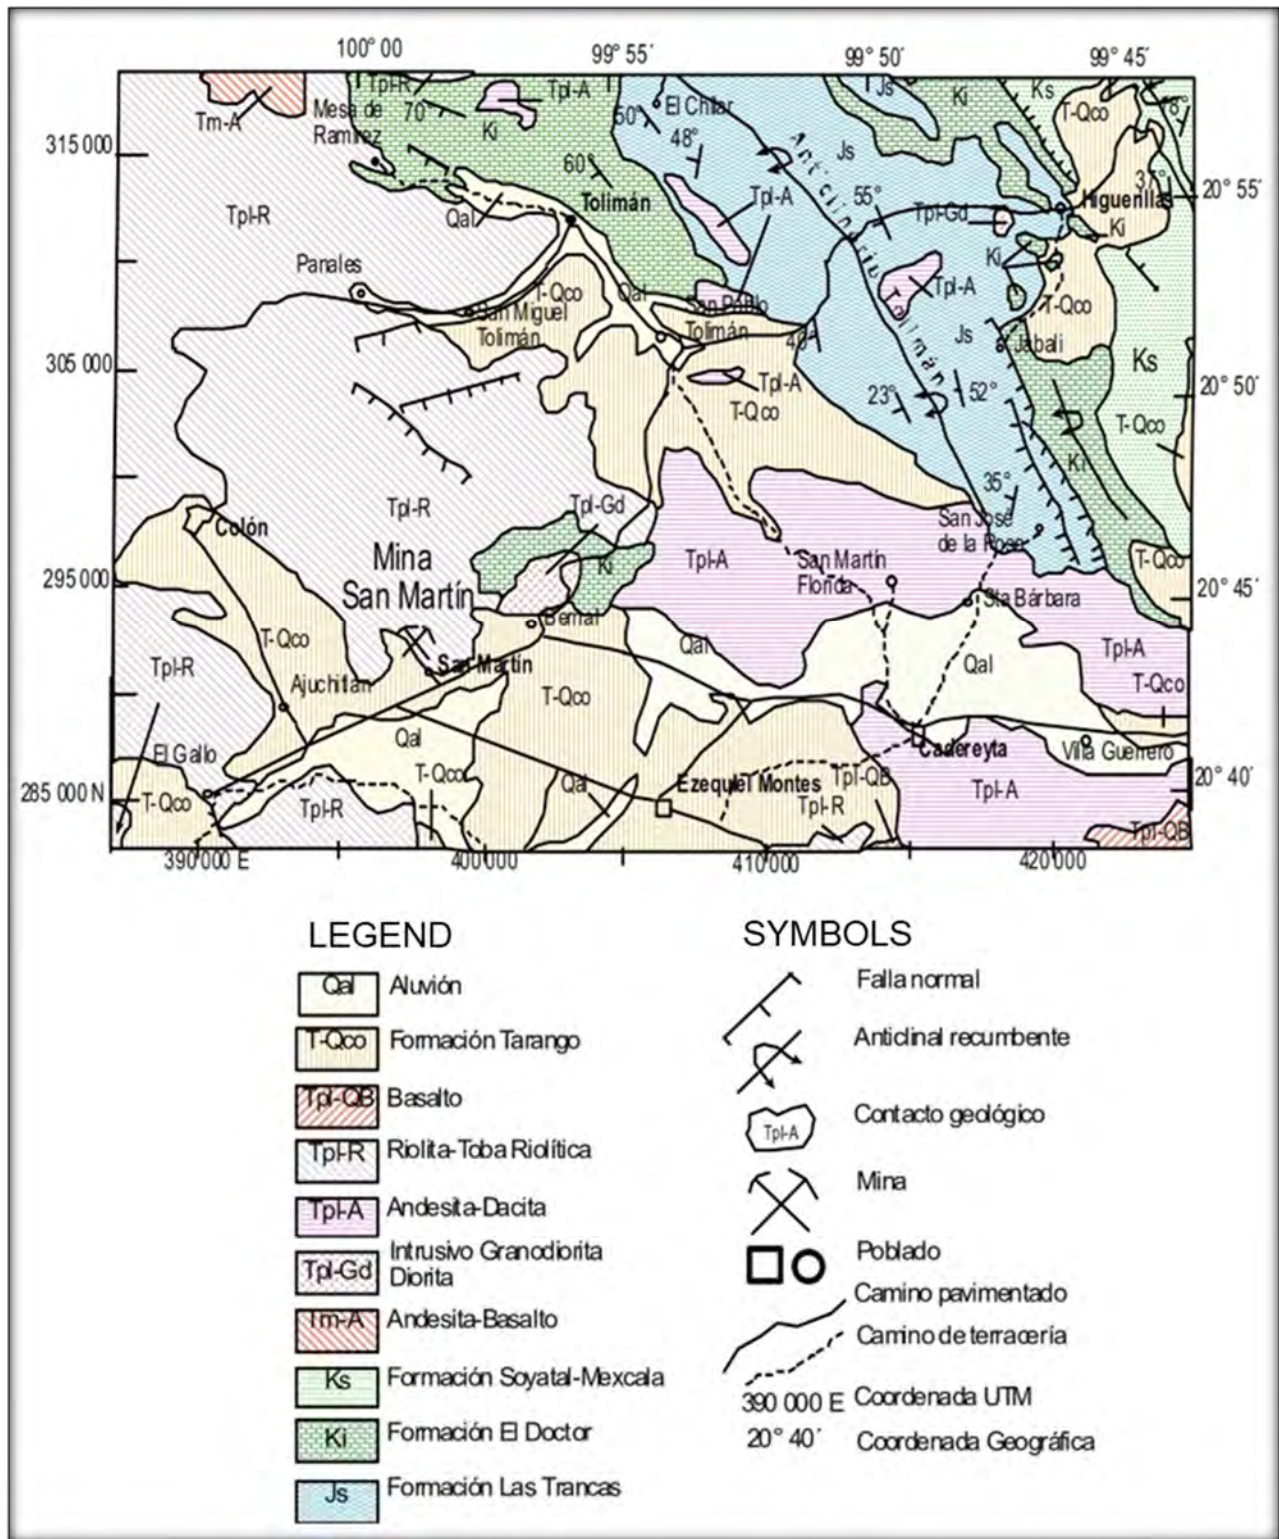 100° 00
99° 55´
99° 50´
99° 45´
Tpl-R
Tpl-A
El Chilar
Js
Ki
Ks
T-Qco
Tm-A
Mesa de
Ramirez
70°
Ki
50°
48°
315 000
Js
60°
Tpl-A
55°
Higuerillas
20° 55´
Tpl-R
Qal
Tolimán
Tpl-Gd
Ki
Panales
Ki
Anticlinorio Tolimán
T-Qco
Qal
San Pablo
Tolimán
Tpl-A
T-Qco
San Miguel
Tolimán
Js
Jabali
Ks
305 000
Tpl-A
T-Qco
23°
52°
20° 50´
T-Qco
Ki
35°
Tpl-R
Tpl-Gd
San José
de la
Colón
Mina
San Martín
Ki
Tpl-A
San Martín
Florida
T-Qco
295 000
20° 45´
Sta Bárbara
Bernal
T-Qco
Qal
Tpl-A
Tpl-R
San Martín
Qal
Ajuchitlan
T-Qco
T-Qco
Qal
El Gallo
Cadereyta
Villa Guerrero
T-Qco
Qal
Ezequiel Montes
Tpl-QB
Tpl-A
20° 40´
285 000 N
T-Qco
Tpl-R
Tpl-R
Tpl-QB
390 000 E
400 000
410 000
420 000
LEGEND
Qal Aluvión
T-Qco Formación Tarango
Tpl-QB Basalto
Tpl-R Riolita-Toba Riolítica
Tpl-A Andesita-Dacita
Tpl-Gd Intrusivo Granodiorita
Diorita
Tm-A Andesita-Basalto
Ks Formación Soyatal-Mexcala
Ki Formación El Doctor
Js Formación Las Trancas
SYMBOLS
Falla normal
Anticlinal recumbente
Tpl-A Contacto geológico
Mina
Poblado
Camino pavimentado
Camino de terracería
390 000 E Coordenada UTM
20° 40´ Coordenada Geográfica